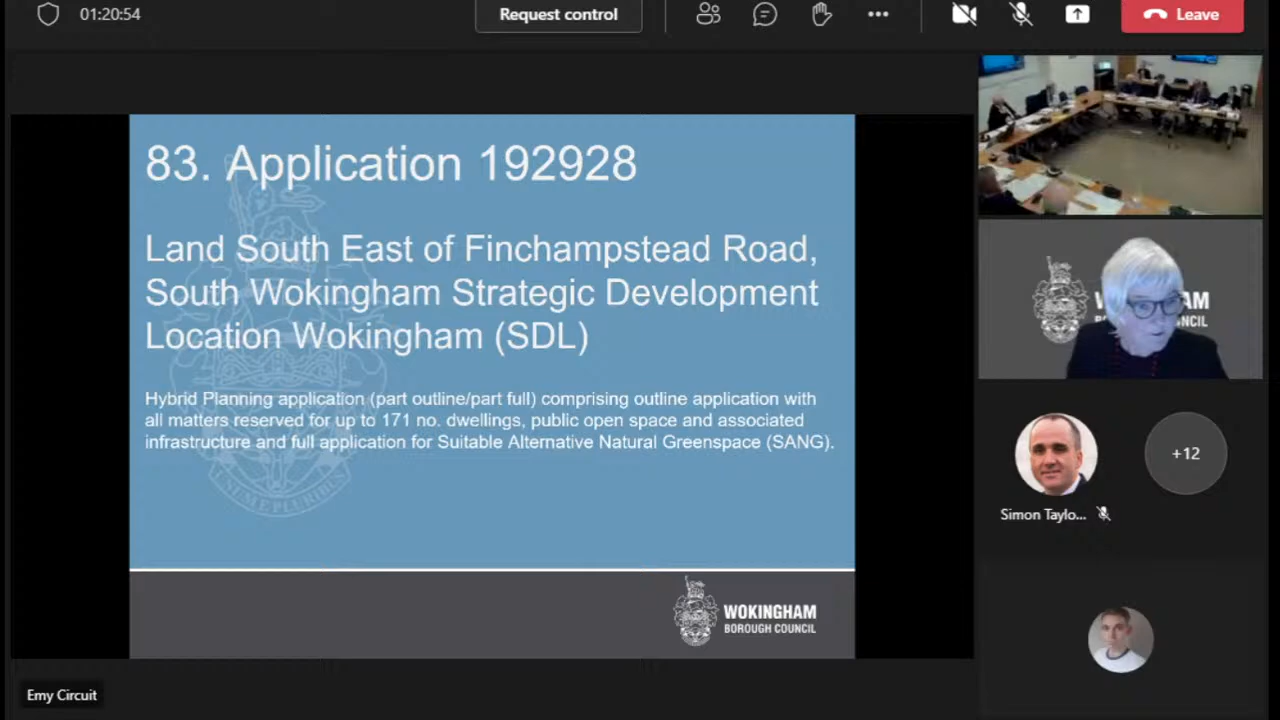 01:20:54
Request control
Leave
83. Application 192928
Land South East of Finchampstead Road,
South Wokingham Strategic Development
Location Wokingham (SDL)
Hybrid Planning application (part outline/part full) comprising outline application with
all matters reserved for up to 171 no. dwellings, public open space and associated
infrastructure and full application for Suitable Alternative Natural Greenspace (SANG).
WOKINGHAM
BOROUGH COUNCIL
+12
Simon Taylo...
Emy Circuit